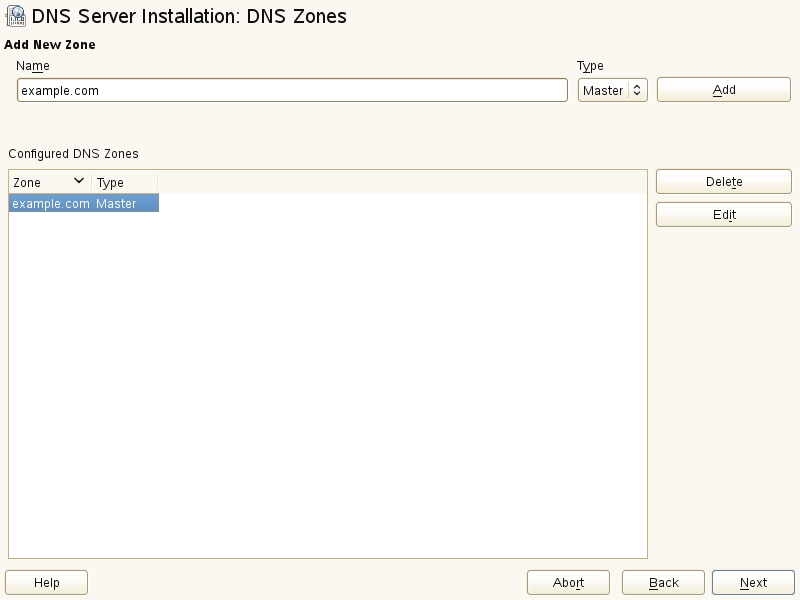 DNS Server Installation: DNS Zones
Add New Zone
Name Type
example.com Master Add
Configured DNS Zones
Zone Type Delete
example.com Master
Edit
Help Abort Back Next